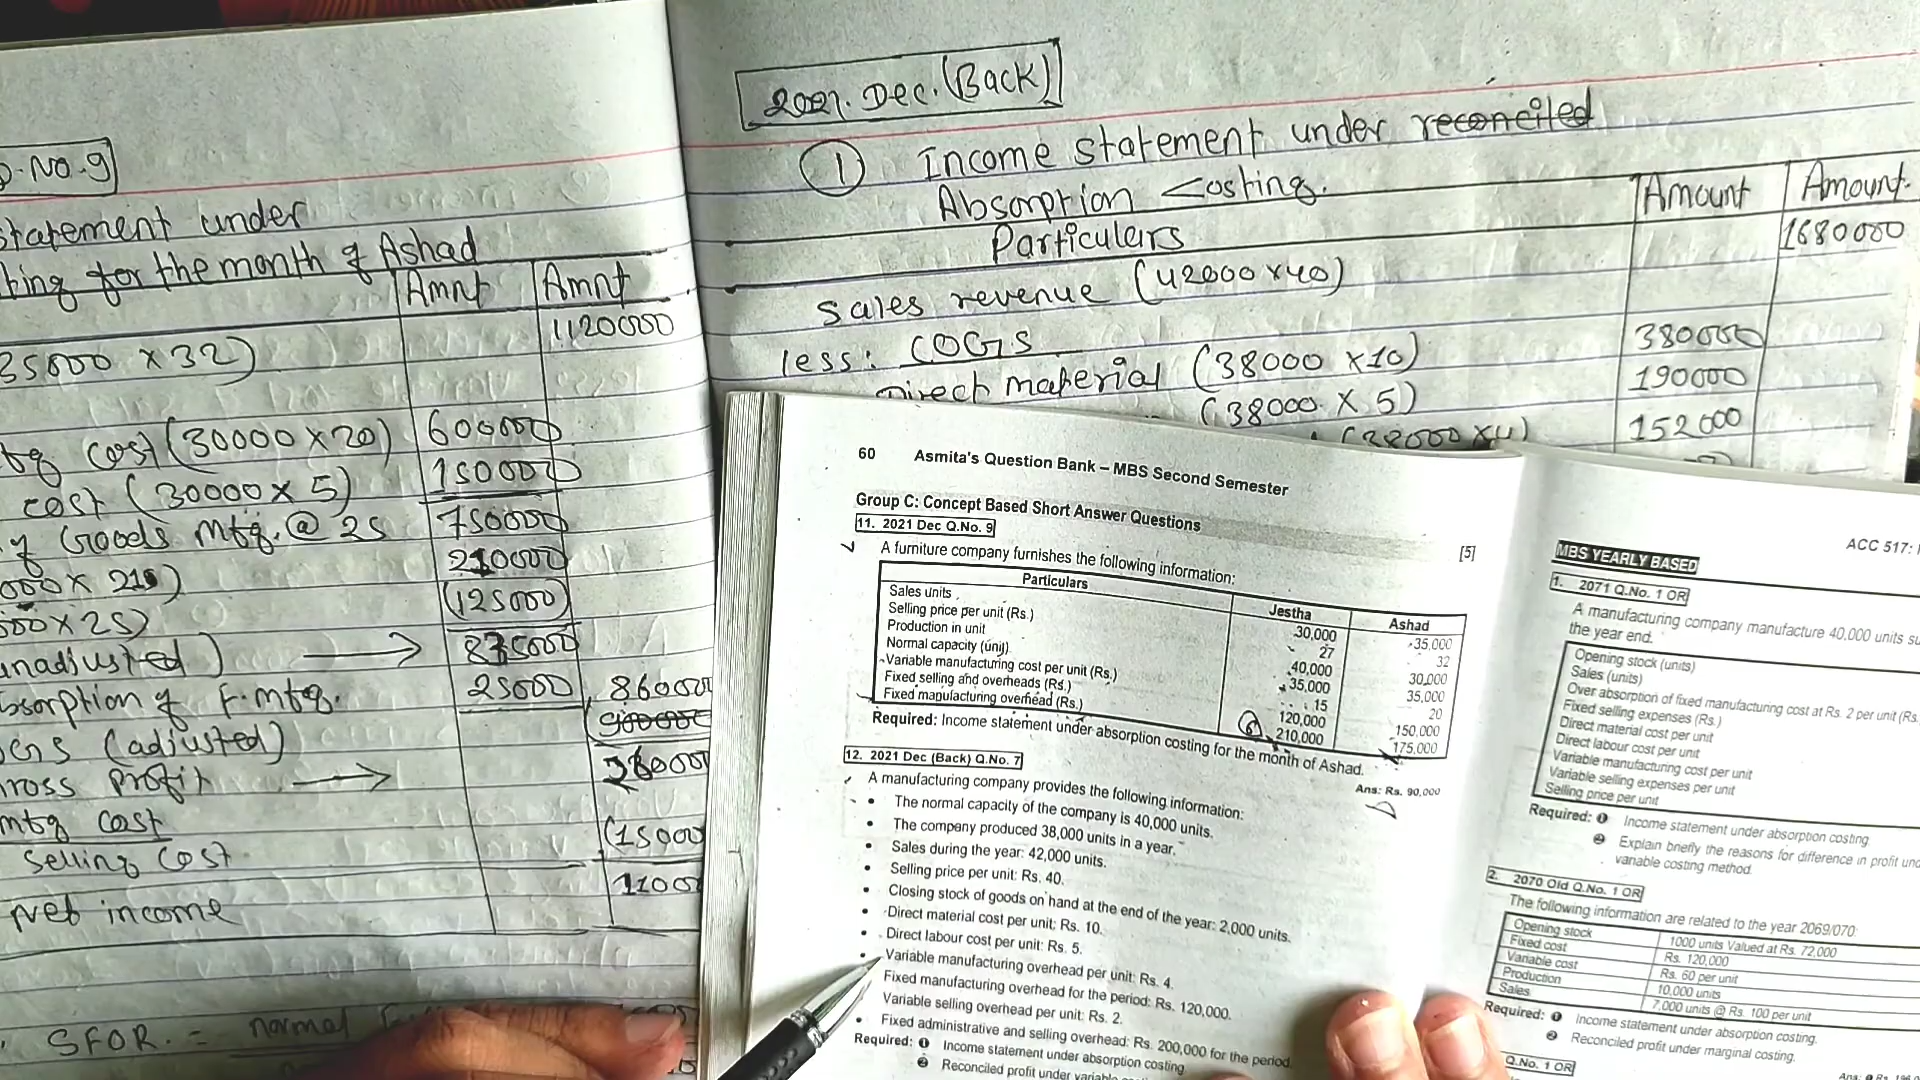 Q.No.9
Statement under
ting for the month of Ashad
Amnt Amnt
35000 × 32) 1120000
cost (30000 × 20) 600000
cost (30000 × 5) 150000
of Goods Mfg. @ 25 750000
000 × 21) 210000
000 × 25) (125000)
unadjusted) → 835000
bsorption of F.mfg. 25000 860000
GS (adjusted)
ross profit → 260000
cost
selling cost
net income
SFOR. = normal
2021. Dec. (Back)
① Income statement under reconciled
Absorption Costing.
Particulars Amount Amount.
sales revenue (42000 × 40) 1680000
less: COGS
Direct material (38000 × 10) 380000
(38000 × 5) 190000
(38000 × 4) 152000
60 Asmita's Question Bank – MBS Second Semester
Group C: Concept Based Short Answer Questions
11. 2021 Dec Q.No. 9
A furniture company furnishes the following information: [5]
Particulars Jestha Ashad
Sales units 30,000 35,000
Selling price per unit (Rs.) 27 32
Production in unit 40,000 30,000
Normal capacity (unit) 35,000 35,000
Variable manufacturing cost per unit (Rs.) 15 20
Fixed selling and overheads (Rs.) 120,000 150,000
Fixed manufacturing overhead (Rs.) 210,000 175,000
Required: Income statement under absorption costing for the month of Ashad.
Ans: Rs. 90,000
12. 2021 Dec (Back) Q.No. 7
A manufacturing company provides the following information:
• The normal capacity of the company is 40,000 units.
• The company produced 38,000 units in a year.
• Sales during the year: 42,000 units.
• Selling price per unit: Rs. 40.
• Closing stock of goods on hand at the end of the year: 2,000 units.
• Direct material cost per unit: Rs. 10.
• Direct labour cost per unit: Rs. 5.
• Variable manufacturing overhead per unit: Rs. 4.
Fixed manufacturing overhead for the period: Rs. 120,000.
Variable selling overhead per unit: Rs. 2.
• Fixed administrative and selling overhead: Rs. 200,000 for the period.
Required: ❶ Income statement under absorption costing.
❷ Reconciled profit under
ACC 517:
MBS YEARLY BASED
1. 2071 Q.No. 1 OR
A manufacturing company manufacture 40,000 units
the year end.
Opening stock (units)
Sales (units)
Over absorption of fixed manufacturing cost at Rs. 2 per unit (Rs.
Fixed selling expenses (Rs.)
Direct material cost per unit
Direct labour cost per unit
Variable manufacturing cost per unit
Variable selling expenses per unit
Selling price per unit
Required: ❶ Income statement under absorption costing
❷ Explain briefly the reasons for difference in profit
variable costing method.
2. 2070 Old Q.No. 1 OR
The following information are related to the year 2069/070:
Opening stock 1000 units Valued at Rs. 72,000
Fixed cost Rs. 120,000
Variable cost Rs. 60 per unit
Production 10,000 units
Sales 7,000 units @ Rs. 100 per unit
Required: ❶ Income statement under absorption costing.
❷ Reconciled profit under marginal costing.
Q.No. 1 OR